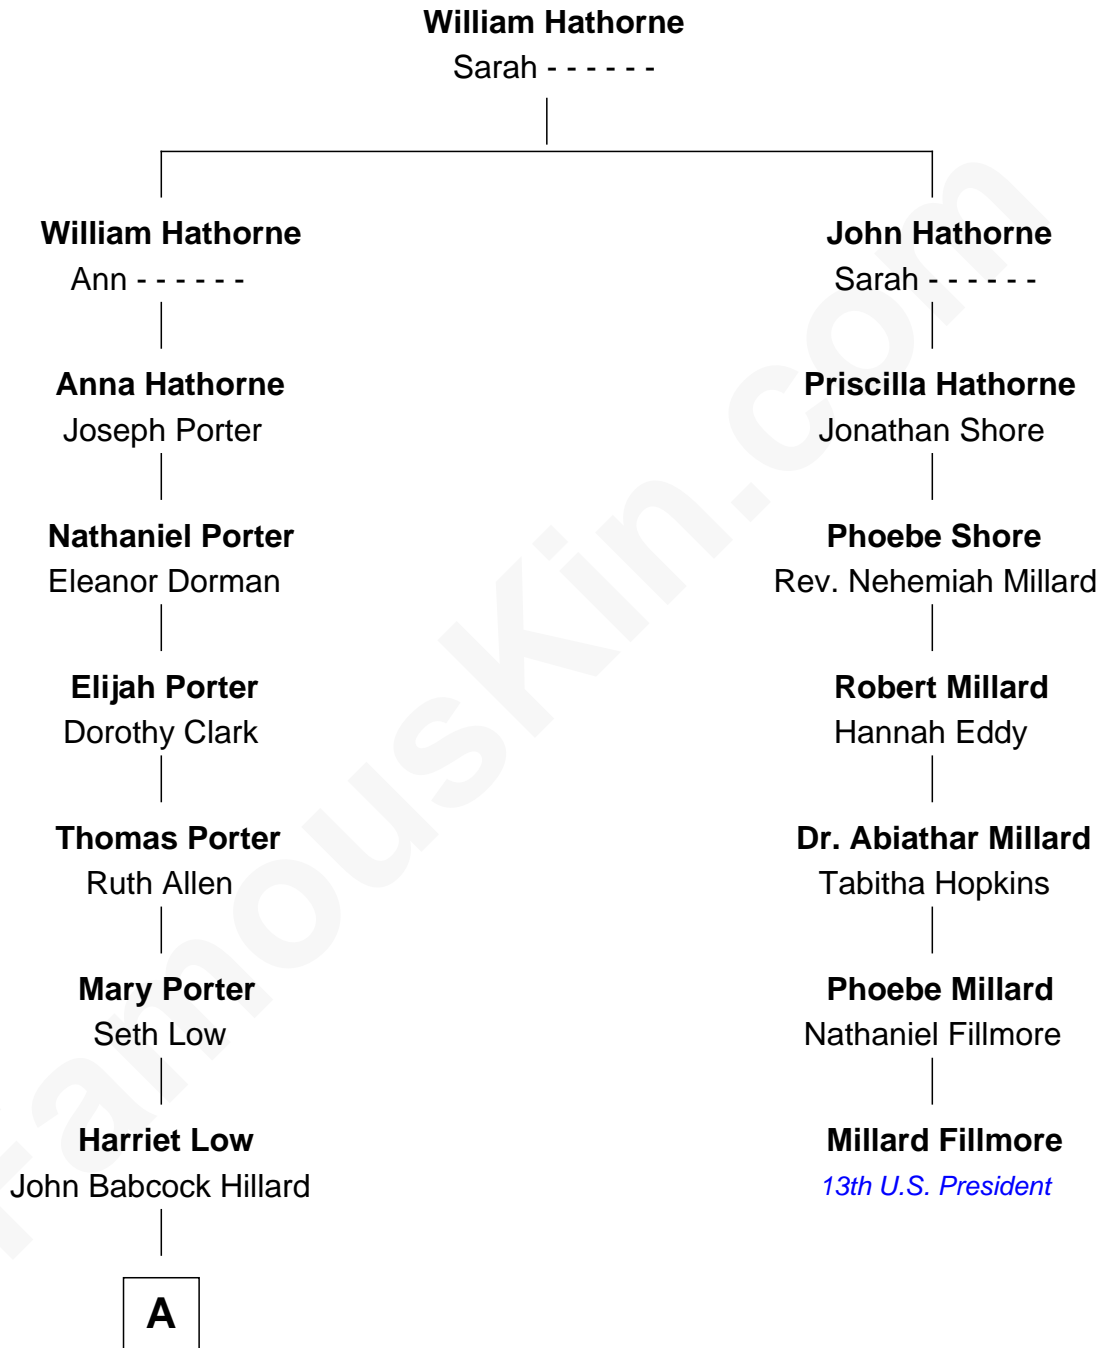 William Hathorne
Sarah - - - - - -
William Hathorne
Ann - - - - - -
John Hathorne
Sarah - - - - - -
Anna Hathorne
Joseph Porter
Priscilla Hathorne
Jonathan Shore
Nathaniel Porter
Eleanor Dorman
Phoebe Shore
Rev. Nehemiah Millard
Elijah Porter
Dorothy Clark
Robert Millard
Hannah Eddy
Thomas Porter
Ruth Allen
Dr. Abiathar Millard
Tabitha Hopkins
Mary Porter
Seth Low
Phoebe Millard
Nathaniel Fillmore
Harriet Low
John Babcock Hillard
Millard Fillmore
13th U.S. President
A
FamousKin.com